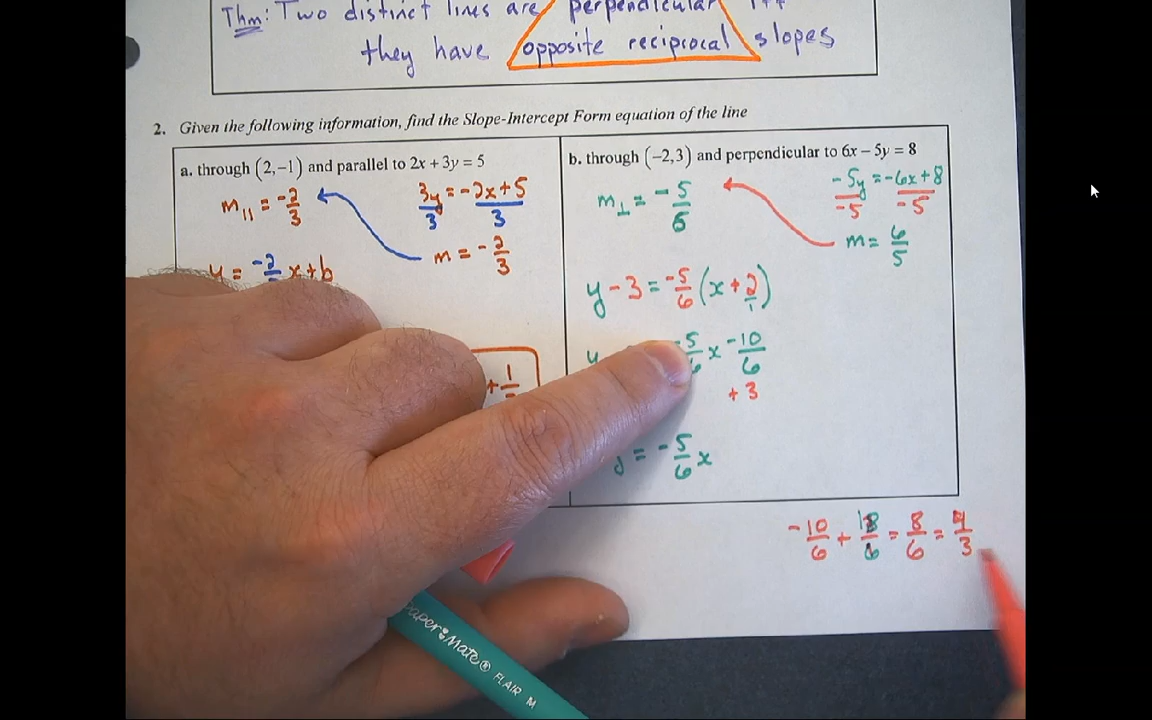 Thm: Two distinct lines are perpendicular iff
they have opposite reciprocal slopes
2. Given the following information, find the Slope-Intercept Form equation of the line
a. through (2,−1) and parallel to 2x + 3y = 5
m∥ = -2/3
3y/3 = -2x+5/3
m = -2/3
y = -2/ x+b
+ 1/
b. through (−2,3) and perpendicular to 6x − 5y = 8
-5y/-5 = -6x+8/-5
m⊥ = -5/6
m = 6/5
y - 3 = -5/6 (x + 2/1)
y 5/6 x -10/6
+ 3
y = -5/6 x
-10/6 + 18/6 = 8/6 = 4/3
Paper Mate® FLAIR M